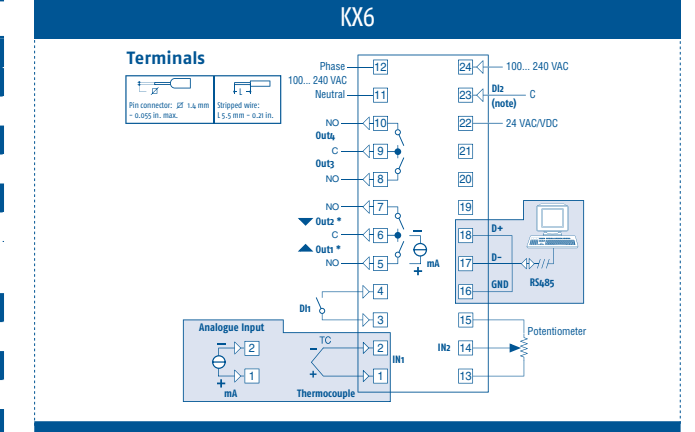 KX6
Terminals
Pin connector: Ø 1.4 mm
- 0.055 in. max.
L
Stripped wire:
L 5.5 mm - 0.21 in.
Phase
100... 240 VAC
Neutral
12
11
NO
Out4
C
Out3
NO
10
9
8
NO
Out2 *
C
Out1 *
NO
7
6
5
mA
DI1
4
3
Analogue Input
2
1
mA
TC
Thermocouple
2
1
IN1
24
100... 240 VAC
23
DI2
(note)
C
22
24 VAC/VDC
21
20
19
18
D+
17
D-
16
GND
RS485
15
Potentiometer
IN2
14
13